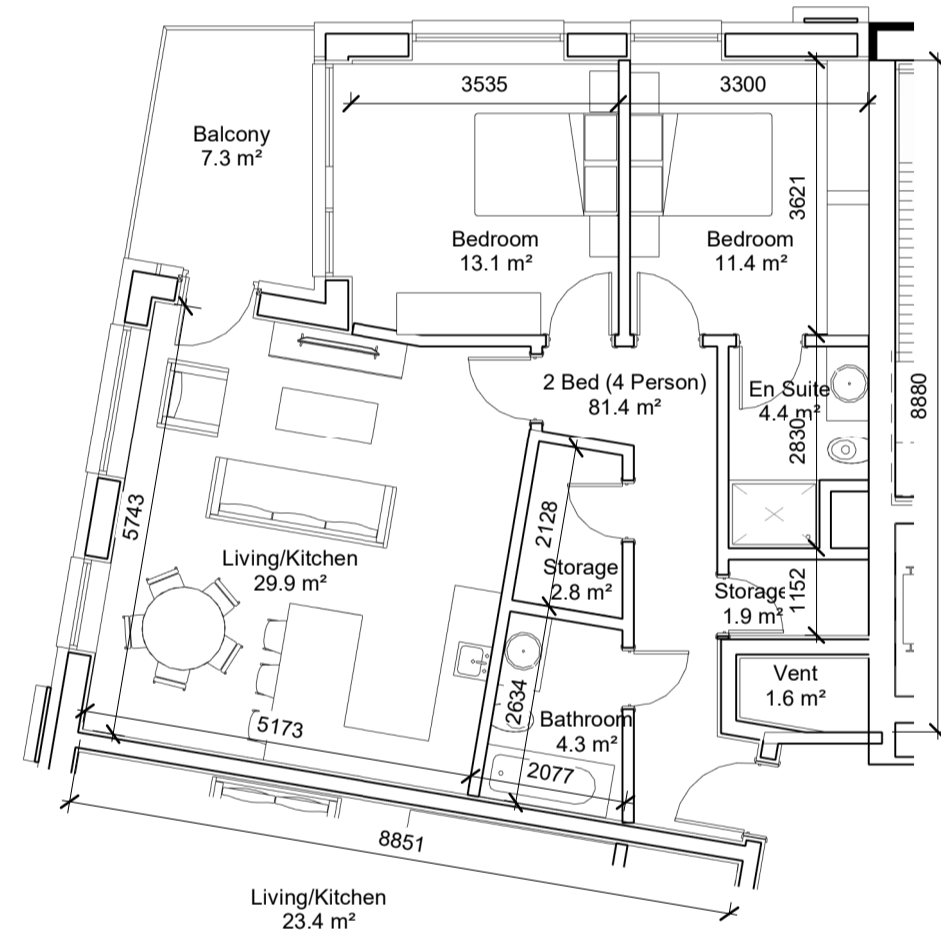 3535
3300
Balcony
7.3 m²
3621
Bedroom
13.1 m²
Bedroom
11.4 m²
2 Bed (4 Person)
81.4 m²
En Suite
4.4 m²
8880
2830
5743
2128
Living/Kitchen
29.9 m²
Storage
2.8 m²
Storage
1.9 m²
1152
Vent
1.6 m²
2634
Bathroom
4.3 m²
5173
2077
8851
Living/Kitchen
23.4 m²